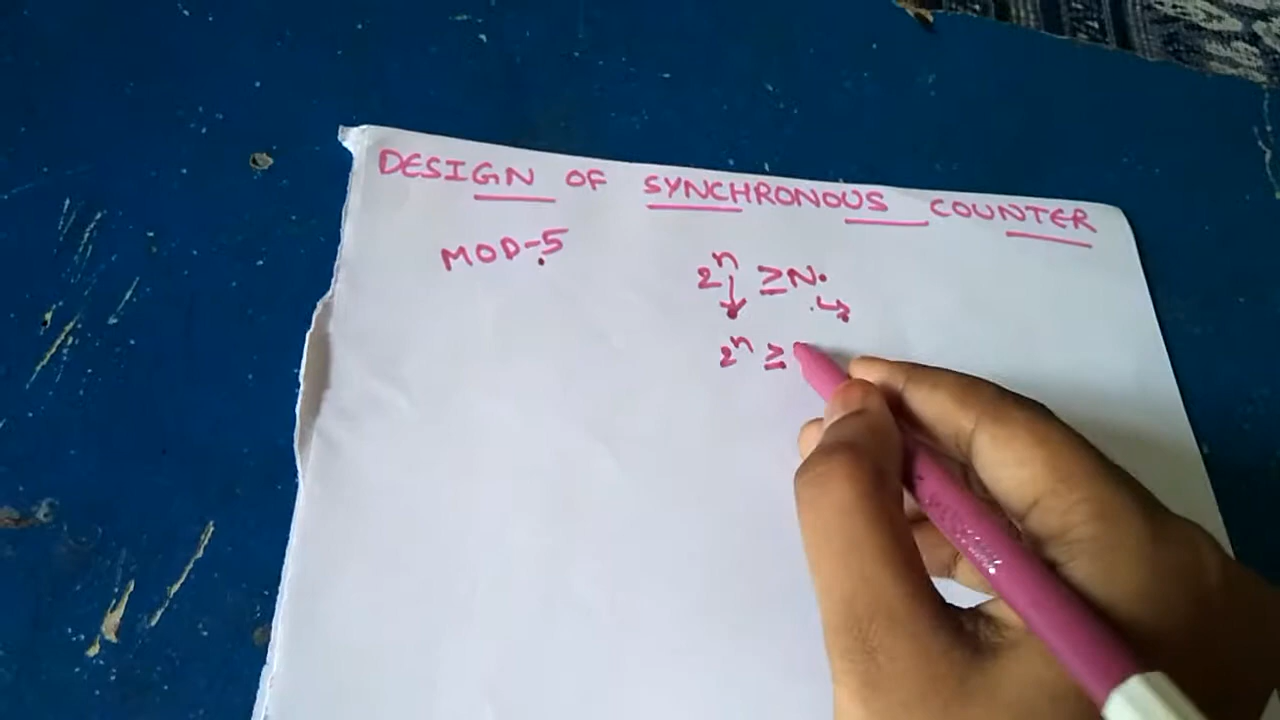 DESIGN OF SYNCHRONOUS COUNTER
MOD-5
2ⁿ ≥ N.
2ⁿ ≥